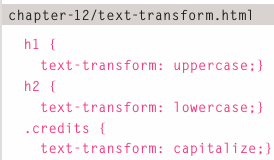 chapter-12/text-transform.html
h1 {
text-transform: uppercase;}
h2 {
text-transform: lowercase;}
.credits {
text-transform: capitalize;}